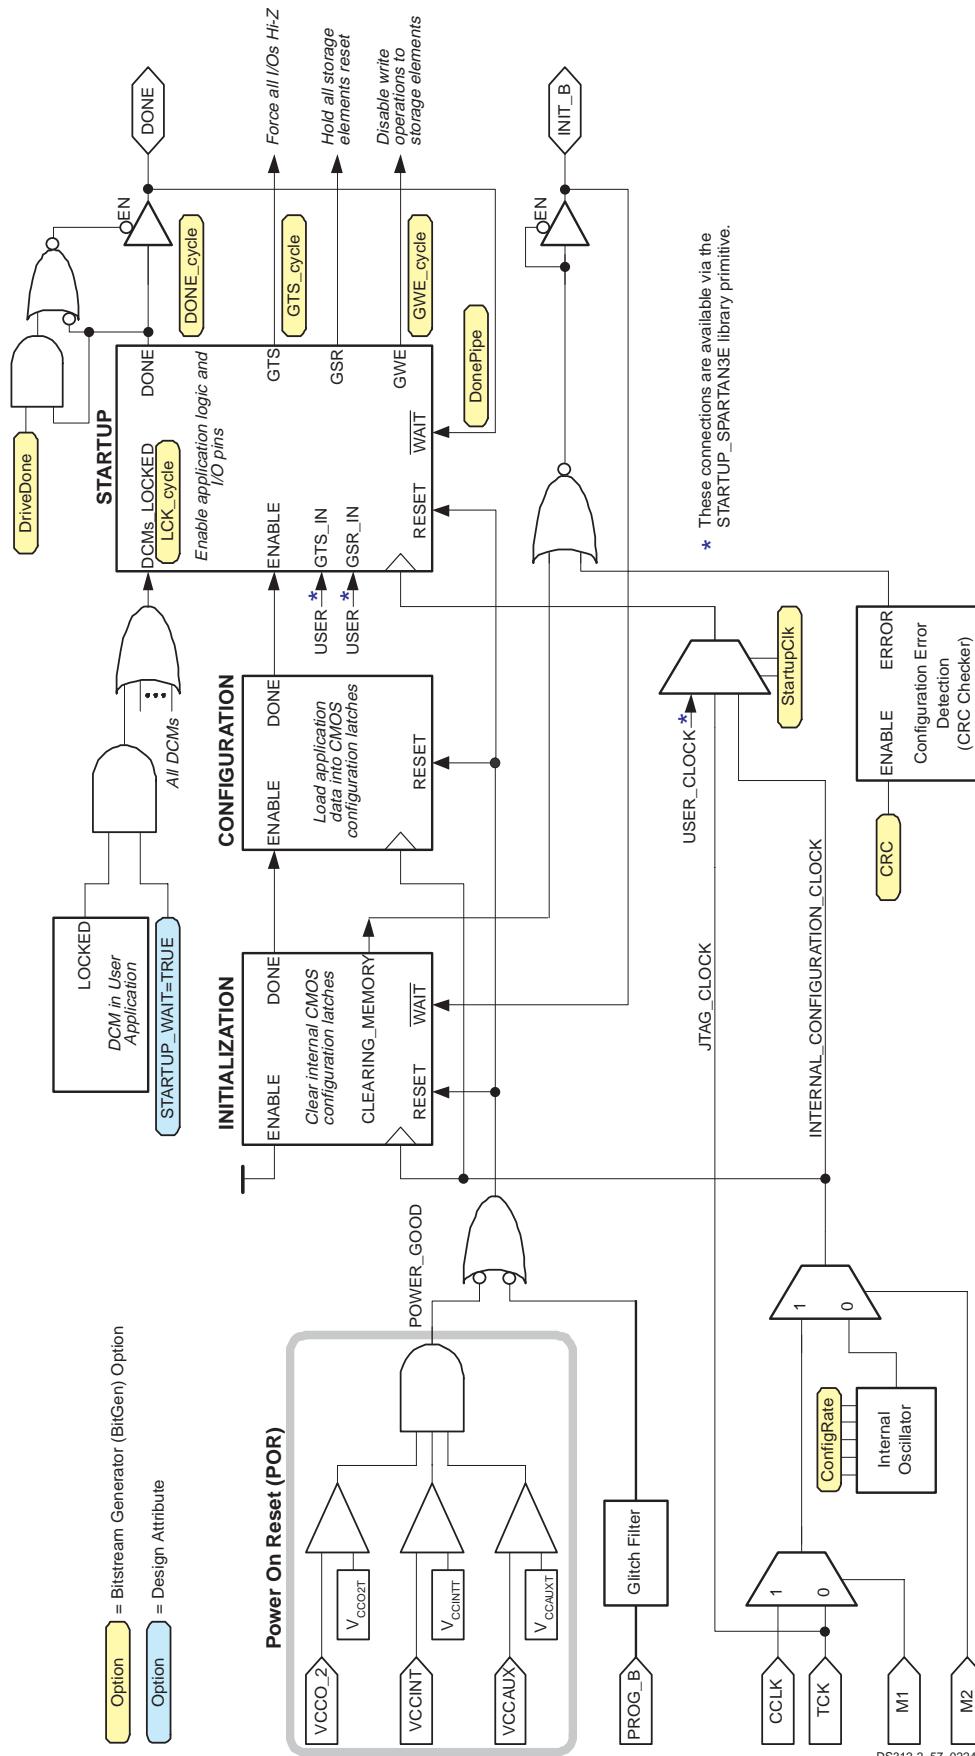 Option
= Bitstream Generator (BitGen) Option
Option
= Design Attribute
Power On Reset (POR)
VCCO_2
VCCO2T
VCCINT
VCCINTT
VCCAUX
VCCAUXT
POWER_GOOD
PROG_B
Glitch Filter
CCLK
TCK
M1
M2
1
0
ConfigRate
Internal
Oscillator
1
0
DCM in User
Application
LOCKED
STARTUP_WAIT=TRUE
All DCMs
INITIALIZATION
ENABLE
DONE
Clear internal CMOS
configuration latches
CLEARING_MEMORY
RESET
WAIT
CONFIGURATION
ENABLE
DONE
Load application
data into CMOS
configuration latches
RESET
STARTUP
DCMs_LOCKED
LCK_cycle
DONE
Enable application logic and
I/O pins
ENABLE
GTS
USER * GTS_IN
GSR
USER * GSR_IN
GWE
RESET
WAIT
DriveDone
EN
DONE
DONE_cycle
GTS_cycle
GWE_cycle
DonePipe
Force all I/Os Hi-Z
Hold all storage
elements reset
Disable write
operations to
storage elements
EN
INIT_B
JTAG_CLOCK
USER_CLOCK *
INTERNAL_CONFIGURATION_CLOCK
StartupClk
* These connections are available via the
STARTUP_SPARTAN3E library primitive.
CRC
ENABLE
ERROR
Configuration Error
Detection
(CRC Checker)